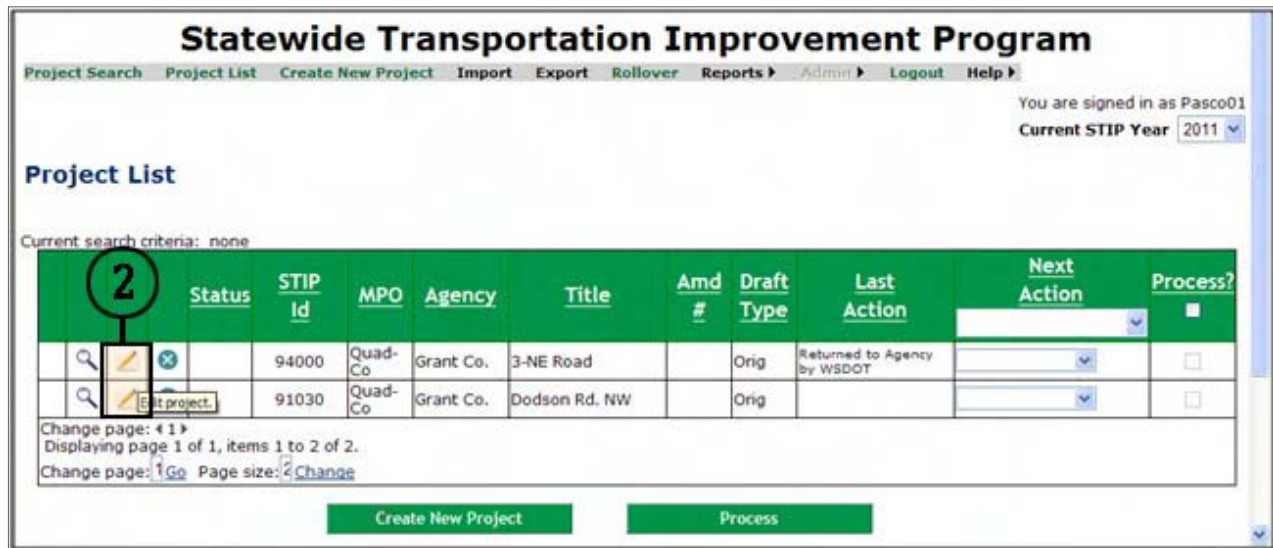 Statewide Transportation Improvement Program
Project Search Project List Create New Project Import Export Rollover Reports Admin Logout Help
You are signed in as Pasco01
Current STIP Year 2011
Project List
Current search criteria: none
2
Status STIP Id MPO Agency Title Amd # Draft Type Last Action Next Action Process?
94000 Quad-Co Grant Co. 3-NE Road Orig Returned to Agency by WSDOT
91030 Quad-Co Grant Co. Dodson Rd. NW Orig
Edit project.
Change page: 1
Displaying page 1 of 1, items 1 to 2 of 2.
Change page: 1 Go Page size: 2 Change
Create New Project Process